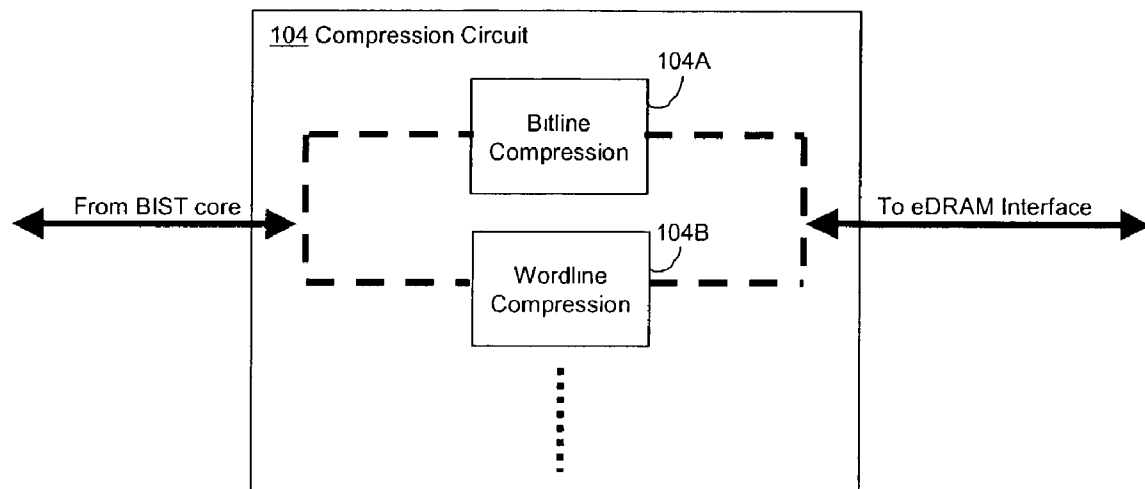 104 Compression Circuit
104A
Bitline
Compression
From BIST core
To eDRAM Interface
104B
Wordline
Compression